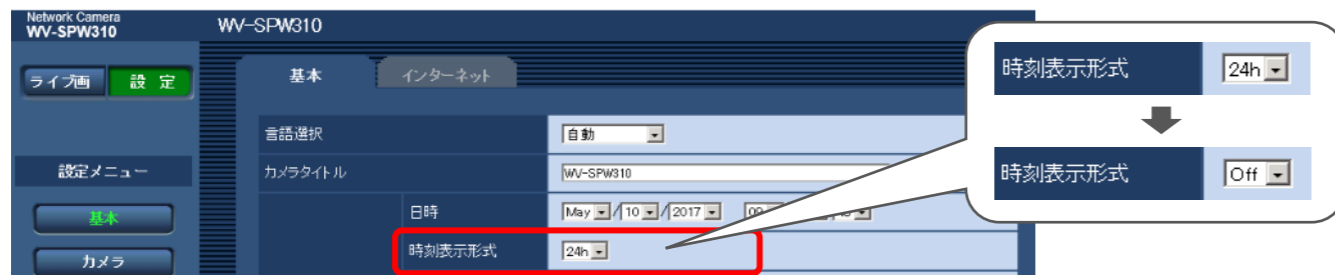 Network Camera
WV-SPW310
WV-SPW310
ライブ画
設 定
基本
インターネット
言語選択
自動
設定メニュー
カメラタイトル
WV-SPW310
基本
日時
May / 10 / 2017
時刻表示形式
24h
カメラ
時刻表示形式
24h
時刻表示形式
Off